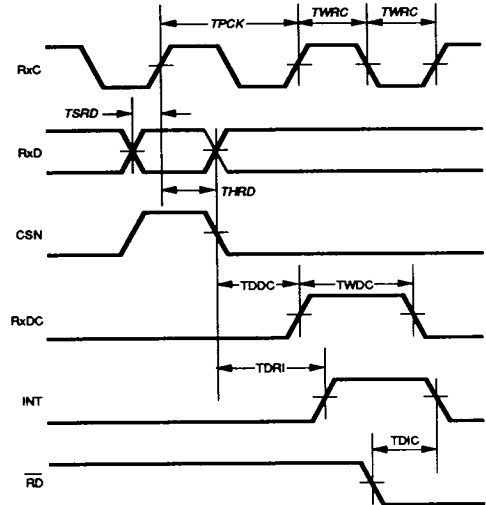 TPCK TWRC TWRC
RxC
TSRD
RxD
THRD
CSN
TDDC TWDC
RxDC
TDRI
INT
TDIC
RD